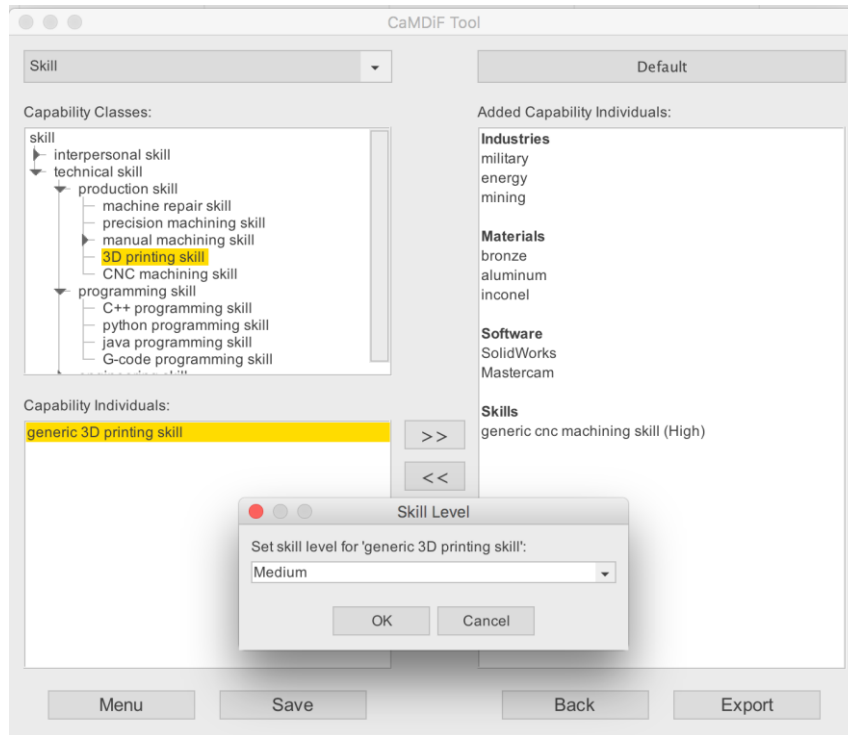 CaMDiF Tool
Skill
Default
Capability Classes:
skill
interpersonal skill
technical skill
production skill
machine repair skill
precision machining skill
manual machining skill
3D printing skill
CNC machining skill
programming skill
C++ programming skill
python programming skill
java programming skill
G-code programming skill
Added Capability Individuals:
Industries
military
energy
mining
Materials
bronze
aluminum
inconel
Software
SolidWorks
Mastercam
Skills
generic cnc machining skill (High)
Capability Individuals:
generic 3D printing skill
>>
<<
Skill Level
Set skill level for 'generic 3D printing skill':
Medium
OK
Cancel
Menu
Save
Back
Export